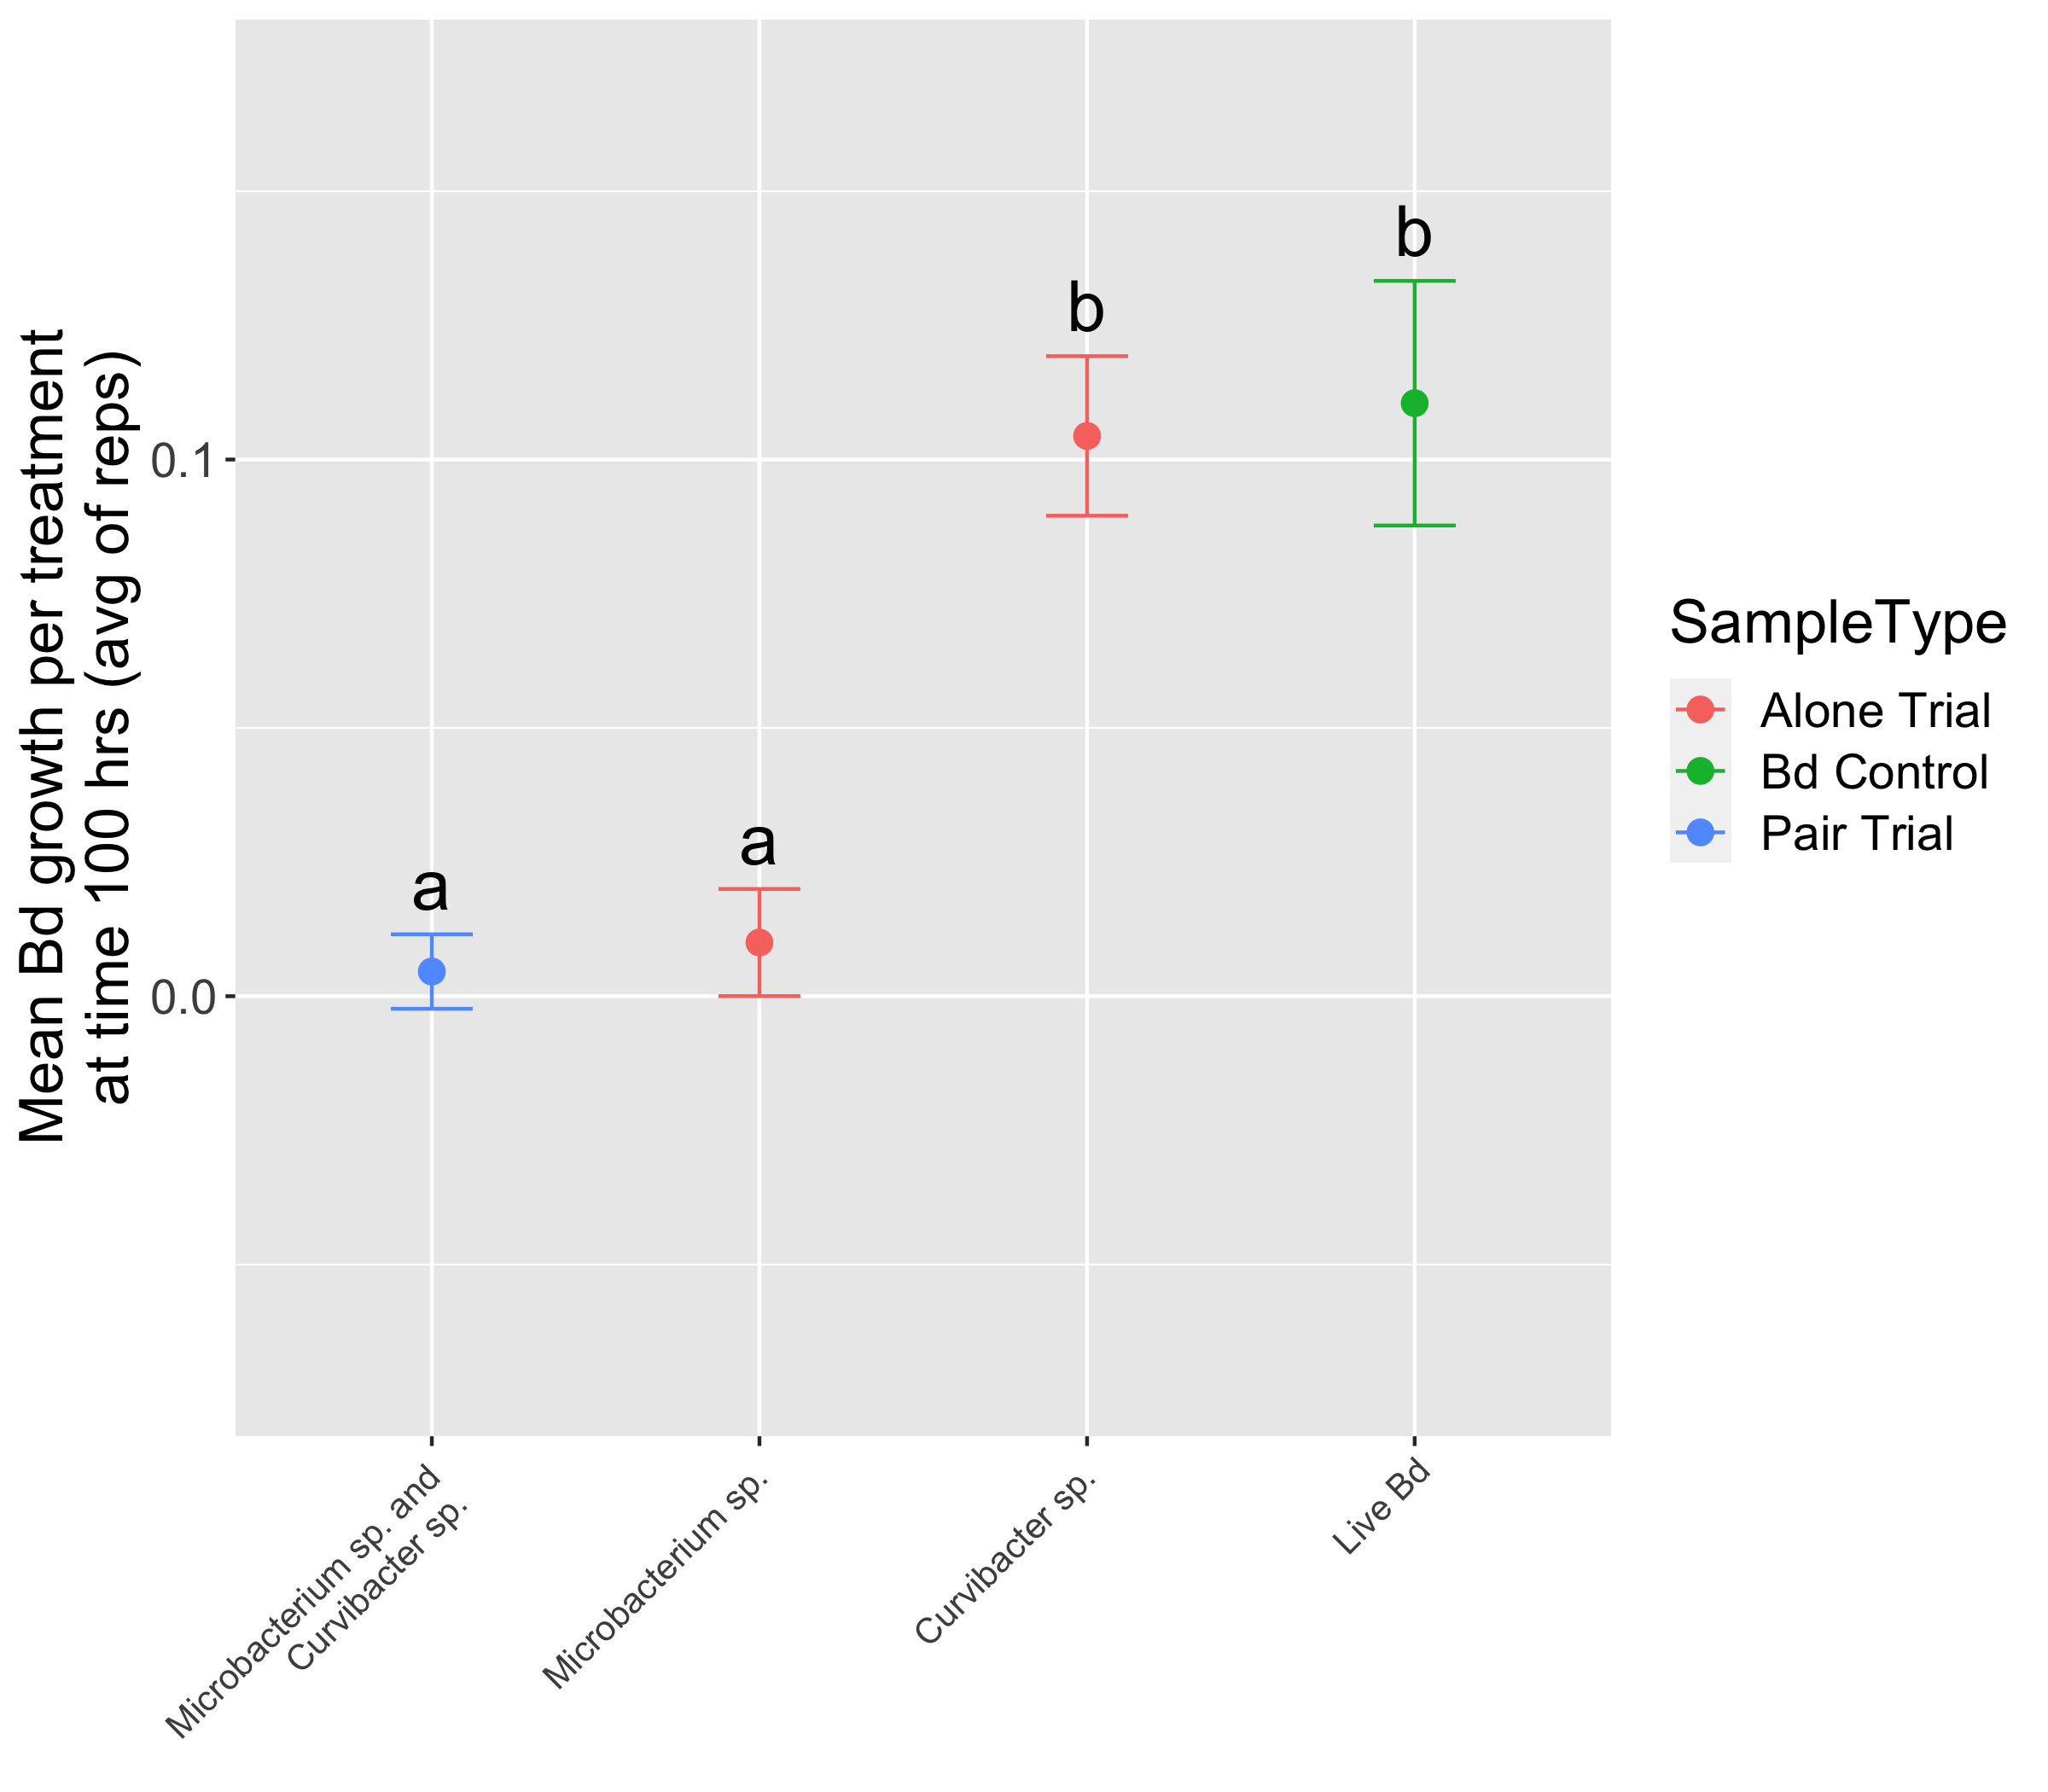 Mean Bd growth per treatment
at time 100 hrs (avg of reps)
0.1
0.0
a
a
b
b
Microbacterium sp. and
Curvibacter sp.
Microbacterium sp.
Curvibacter sp.
Live Bd
SampleType
Alone Trial
Bd Control
Pair Trial